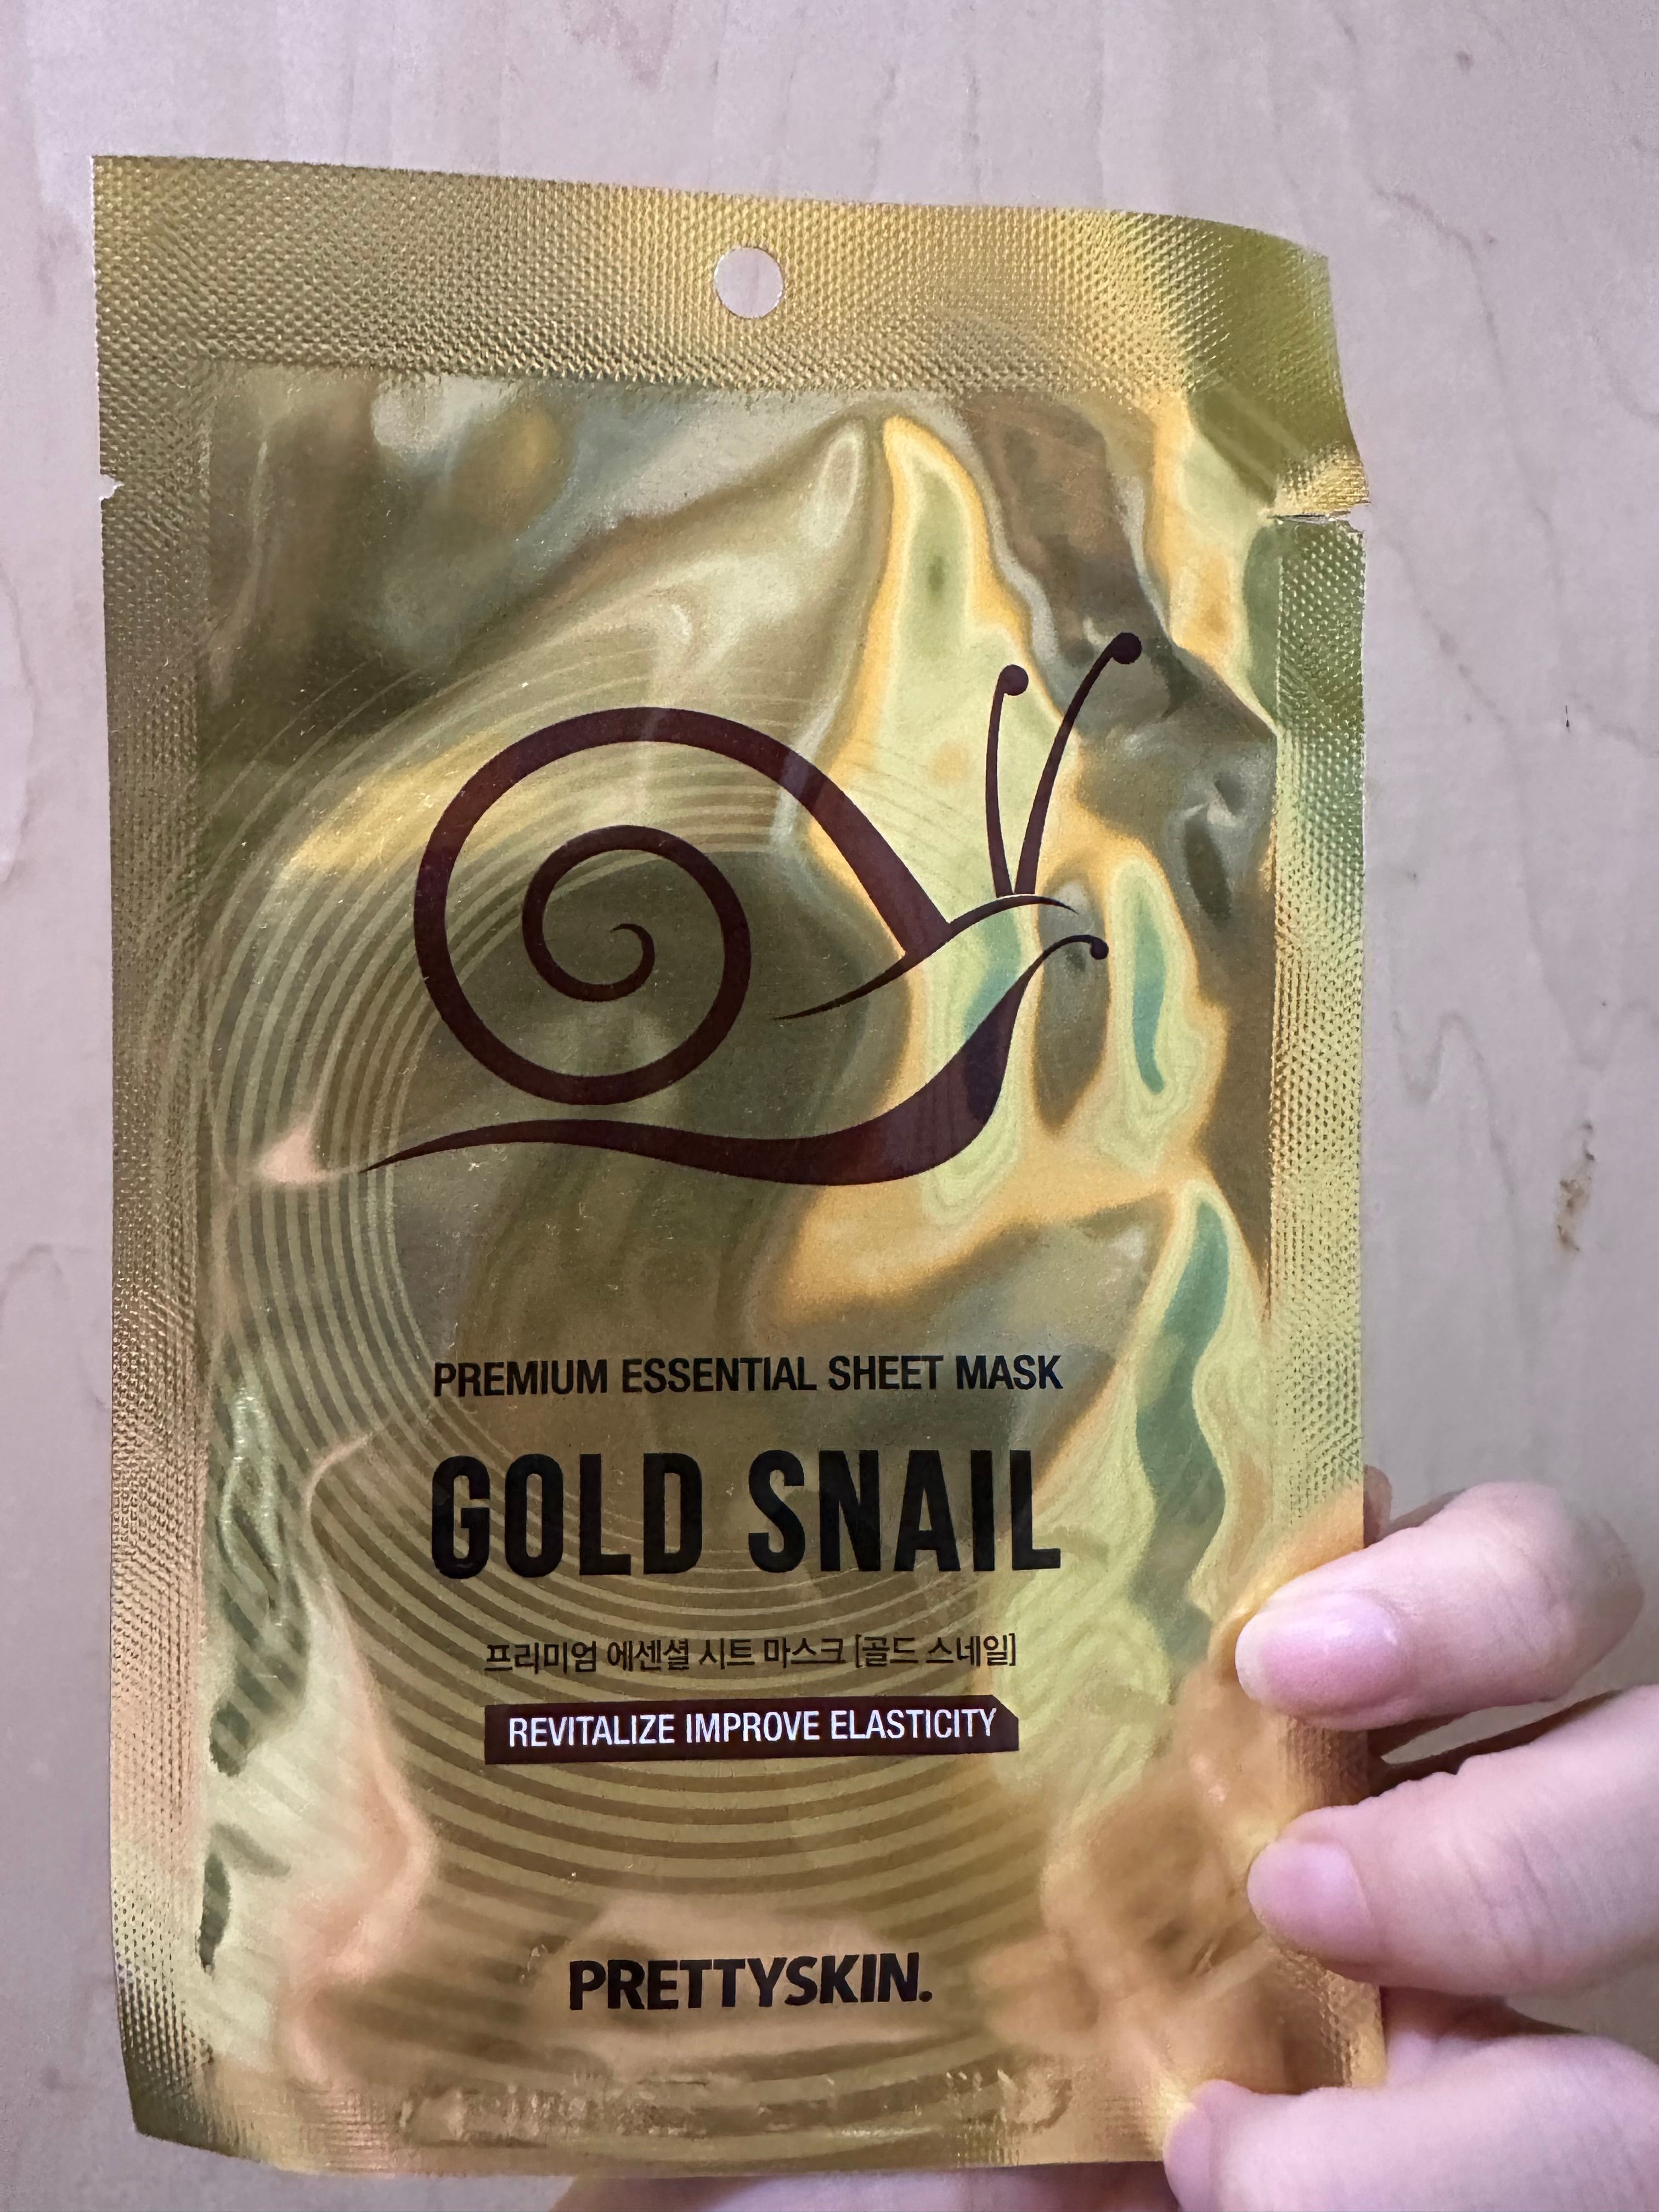 PREMIUM ESSENTIAL SHEET MASK
GOLD SNAIL
프리미엄 에센셜 시트 마스크 [골드 스네일]
REVITALIZE IMPROVE ELASTICITY
PRETTYSKIN.